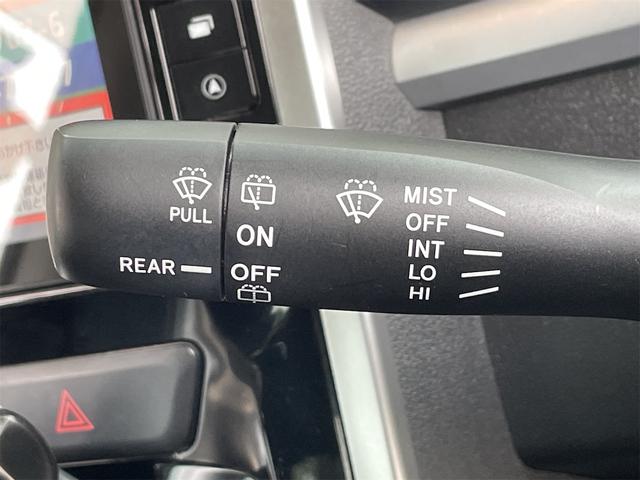 PULL
REAR
ON
OFF
MIST
OFF
INT
LO
HI